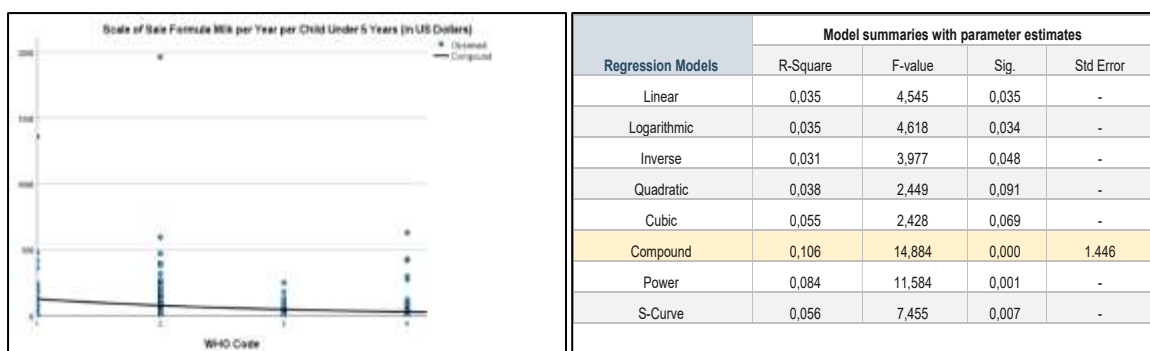 Scale of Sale Formula Milk per Year per Child Under 5 Years (in US Dollars)
Observed
Compound
1
2
3
4
WHO Code
Model summaries with parameter estimates
Regression Models R-Square F-value Sig. Std Error
Linear 0,035 4,545 0,035 -
Logarithmic 0,035 4,618 0,034 -
Inverse 0,031 3,977 0,048 -
Quadratic 0,038 2,449 0,091 -
Cubic 0,055 2,428 0,069 -
Compound 0,106 14,884 0,000 1.446
Power 0,084 11,584 0,001 -
S-Curve 0,056 7,455 0,007 -